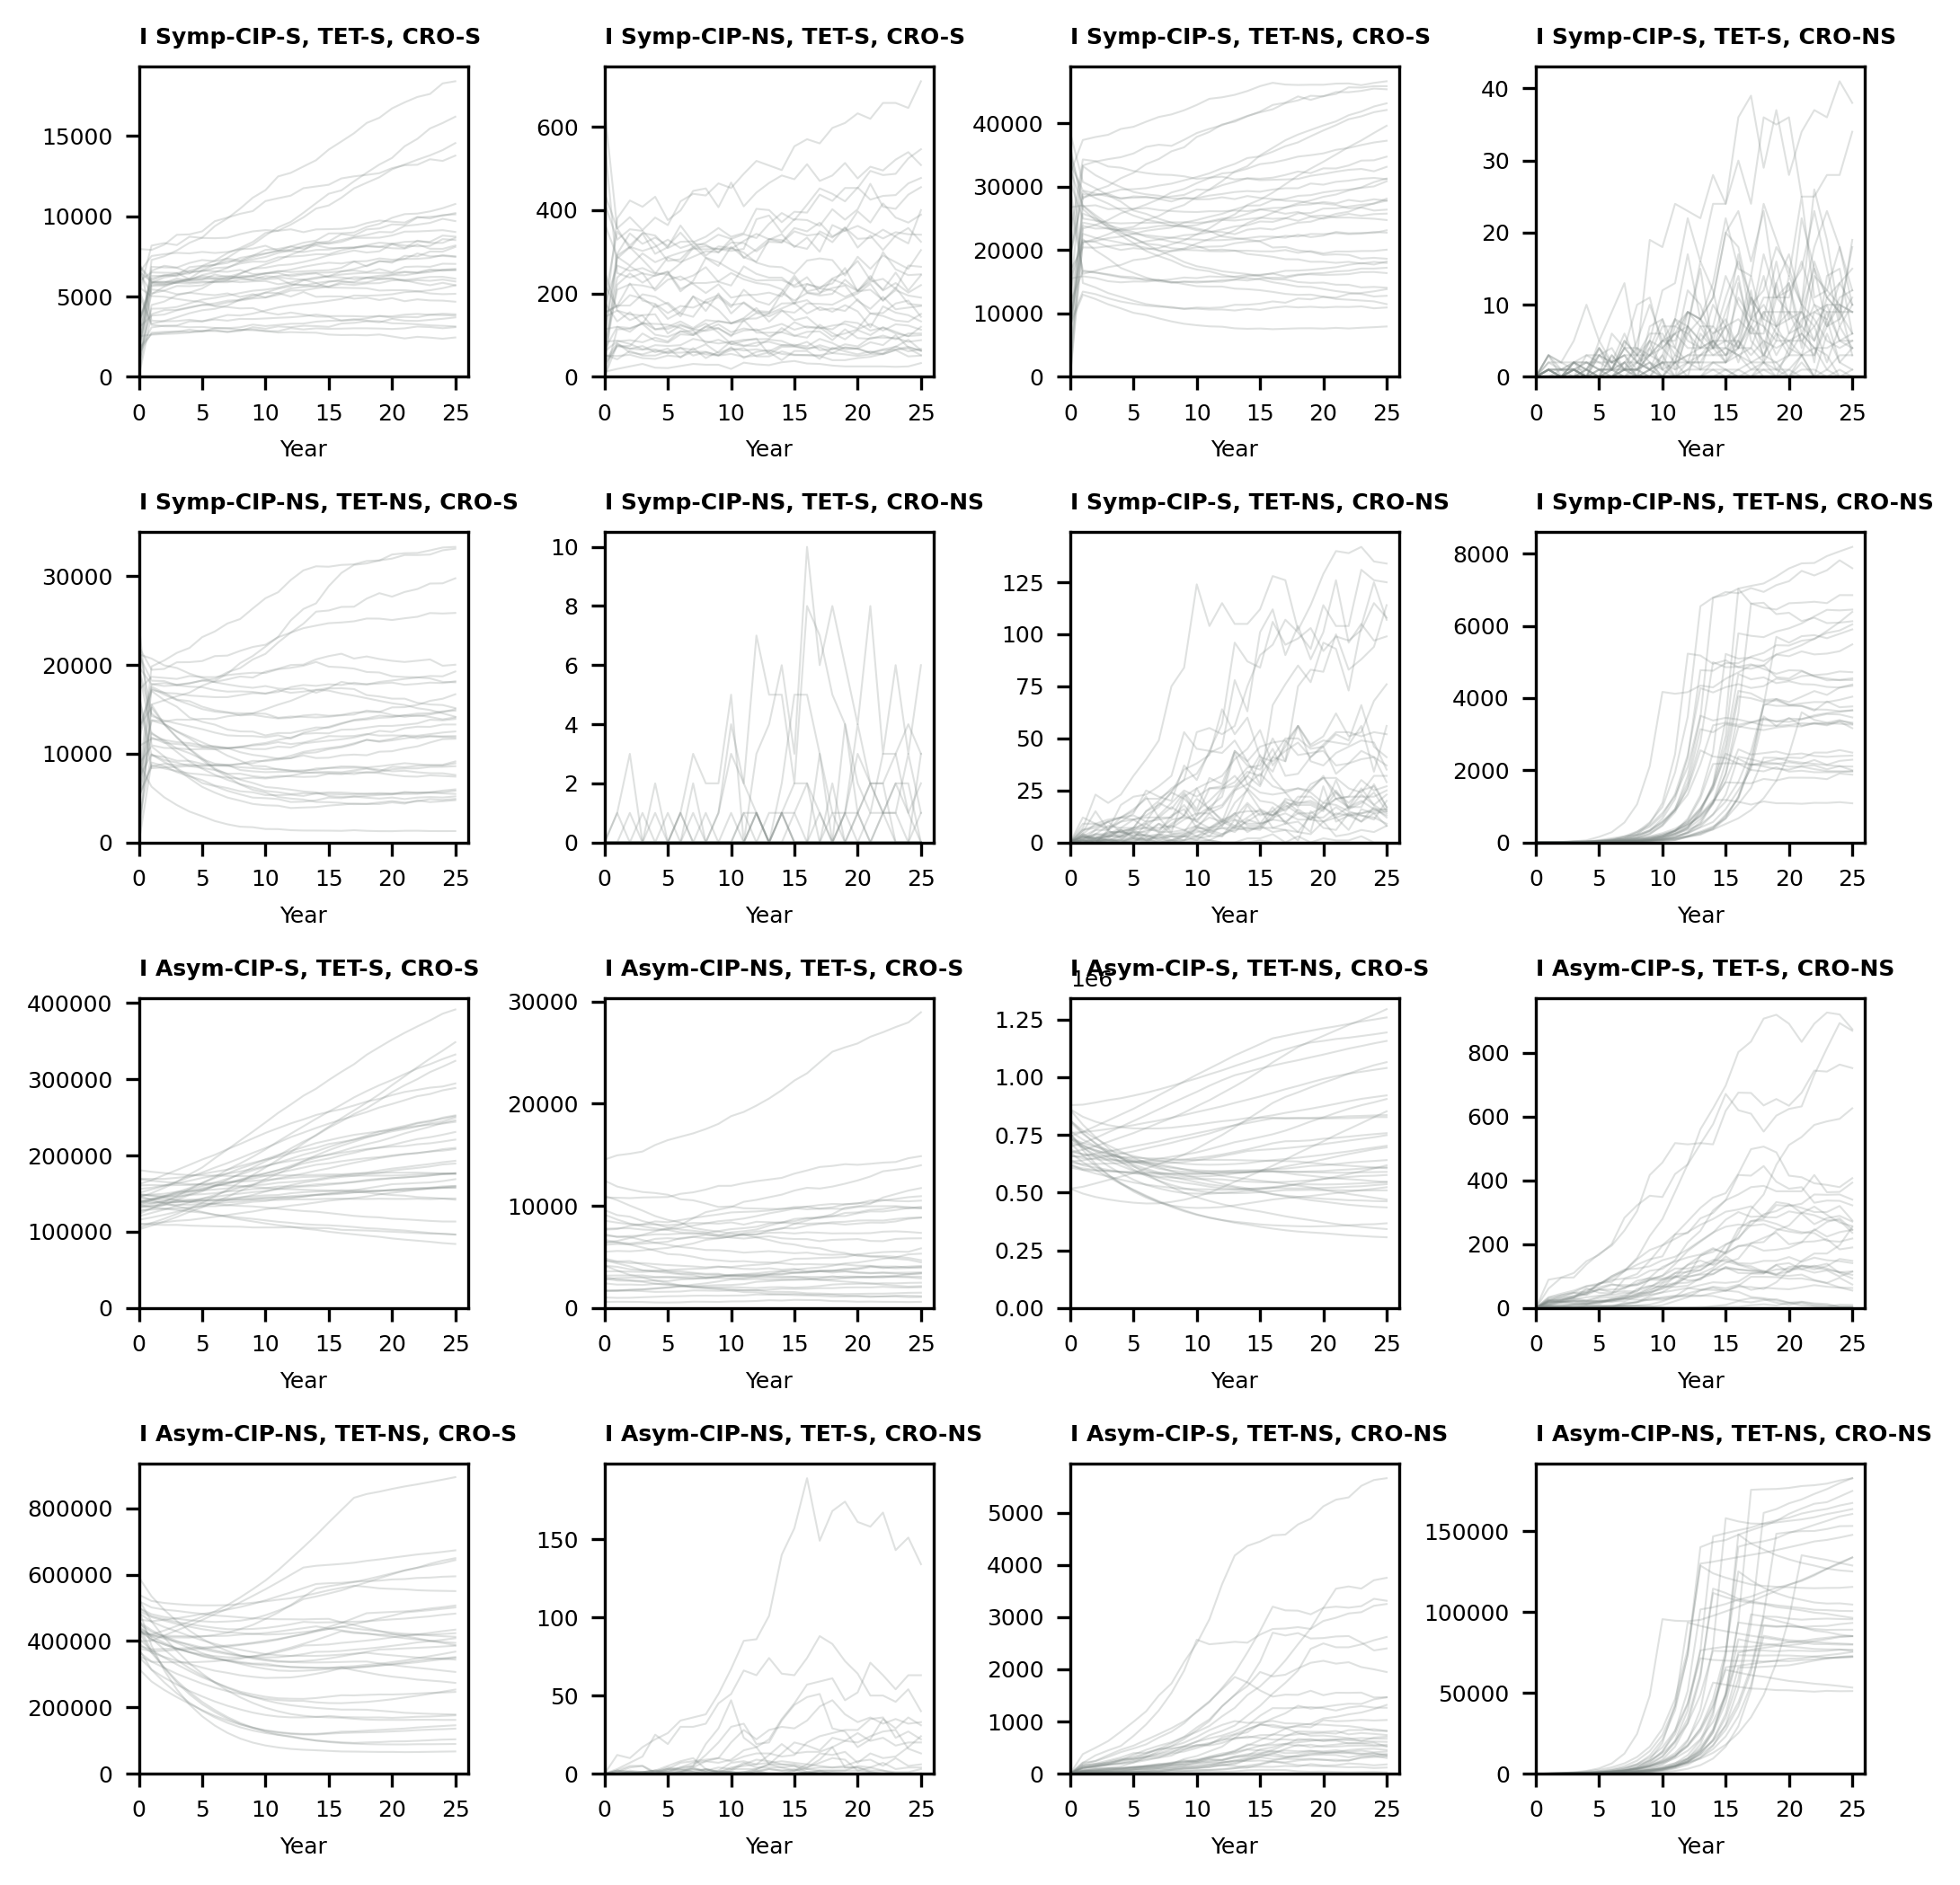 I Symp-CIP-S, TET-S, CRO-S
15000
10000
5000
0
0 5 10 15 20 25
Year
I Symp-CIP-NS, TET-S, CRO-S
600
400
200
0
0 5 10 15 20 25
Year
I Symp-CIP-S, TET-NS, CRO-S
40000
30000
20000
10000
0
0 5 10 15 20 25
Year
I Symp-CIP-S, TET-S, CRO-NS
40
30
20
10
0
0 5 10 15 20 25
Year
I Symp-CIP-NS, TET-NS, CRO-S
30000
20000
10000
0
0 5 10 15 20 25
Year
I Symp-CIP-NS, TET-S, CRO-NS
10
8
6
4
2
0
0 5 10 15 20 25
Year
I Symp-CIP-S, TET-NS, CRO-NS
125
100
75
50
25
0
0 5 10 15 20 25
Year
I Symp-CIP-NS, TET-NS, CRO-NS
8000
6000
4000
2000
0
0 5 10 15 20 25
Year
I Asym-CIP-S, TET-S, CRO-S
400000
300000
200000
100000
0
0 5 10 15 20 25
Year
I Asym-CIP-NS, TET-S, CRO-S
30000
20000
10000
0
0 5 10 15 20 25
Year
I Asym-CIP-S, TET-NS, CRO-S
1e6
1.25
1.00
0.75
0.50
0.25
0.00
0 5 10 15 20 25
Year
I Asym-CIP-S, TET-S, CRO-NS
800
600
400
200
0
0 5 10 15 20 25
Year
I Asym-CIP-NS, TET-NS, CRO-S
800000
600000
400000
200000
0
0 5 10 15 20 25
Year
I Asym-CIP-NS, TET-S, CRO-NS
150
100
50
0
0 5 10 15 20 25
Year
I Asym-CIP-S, TET-NS, CRO-NS
5000
4000
3000
2000
1000
0
0 5 10 15 20 25
Year
I Asym-CIP-NS, TET-NS, CRO-NS
150000
100000
50000
0
0 5 10 15 20 25
Year